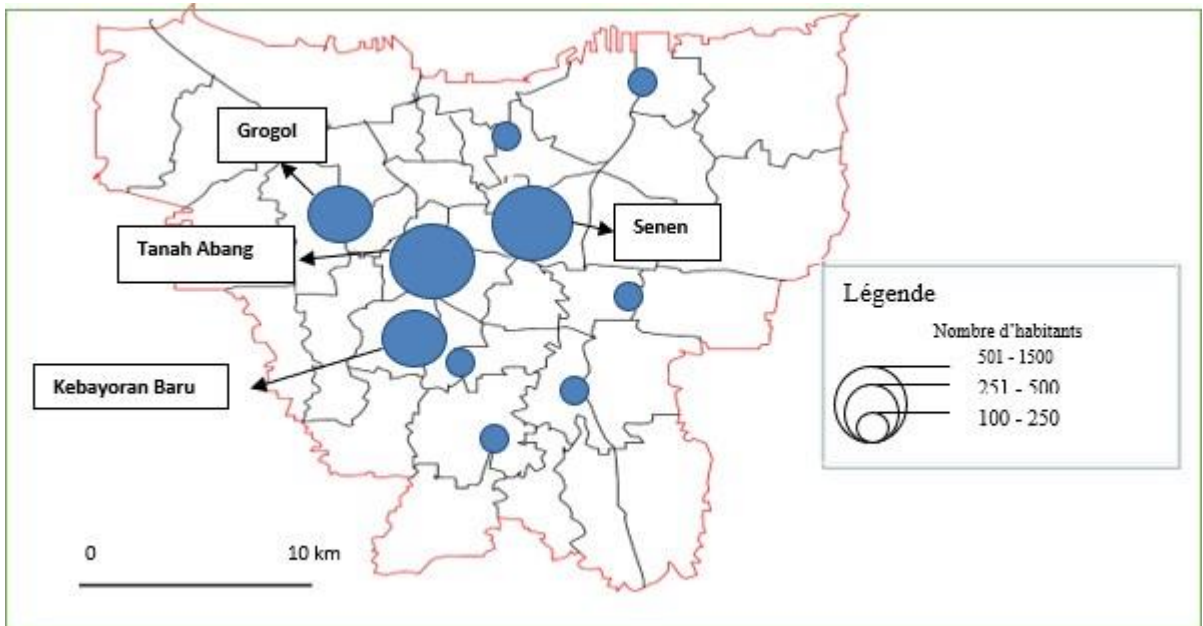 Grogol
Tanah Abang
Senen
Kebayoran Baru
0 10 km
Légende
Nombre d'habitants
501 - 1500
251 - 500
100 - 250